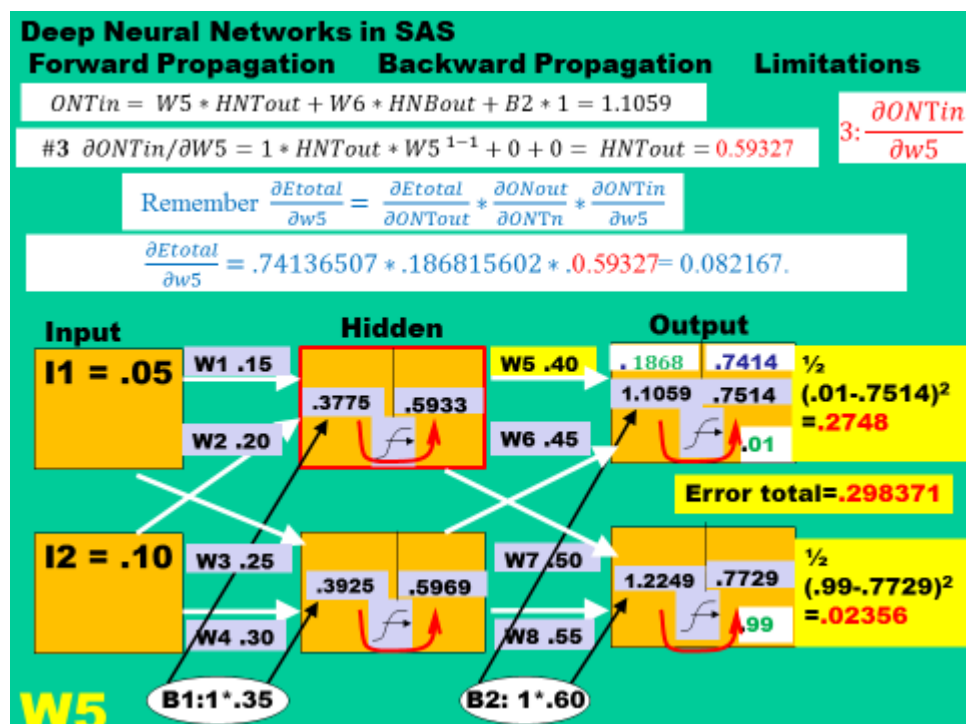 Deep Neural Networks in SAS
Forward Propagation Backward Propagation Limitations
ONTin = W5 * HNTout + W6 * HNBout + B2 * 1 = 1.1059
3: ∂ONTin/∂w5
#3 ∂ONTin/∂W5 = 1 * HNTout * W5^{1−1} + 0 + 0 = HNTout = 0.59327
Remember ∂Etotal/∂w5 = ∂Etotal/∂ONTout * ∂ONout/∂ONTn * ∂ONTin/∂w5
∂Etotal/∂w5 = .74136507 * .186815602 * .0.59327= 0.082167.
Input Hidden Output
I1 = .05
W1 .15
W5 .40
.1868 .7414
½
(.01-.7514)²
=.2748
.3775 .5933
1.1059 .7514
W2 .20
W6 .45
.01
Error total=.298371
I2 = .10
W3 .25
W7 .50
½
(.99-.7729)²
=.02356
.3925 .5969
1.2249 .7729
W4 .30
W8 .55
.99
B1:1*.35
B2: 1*.60
W5